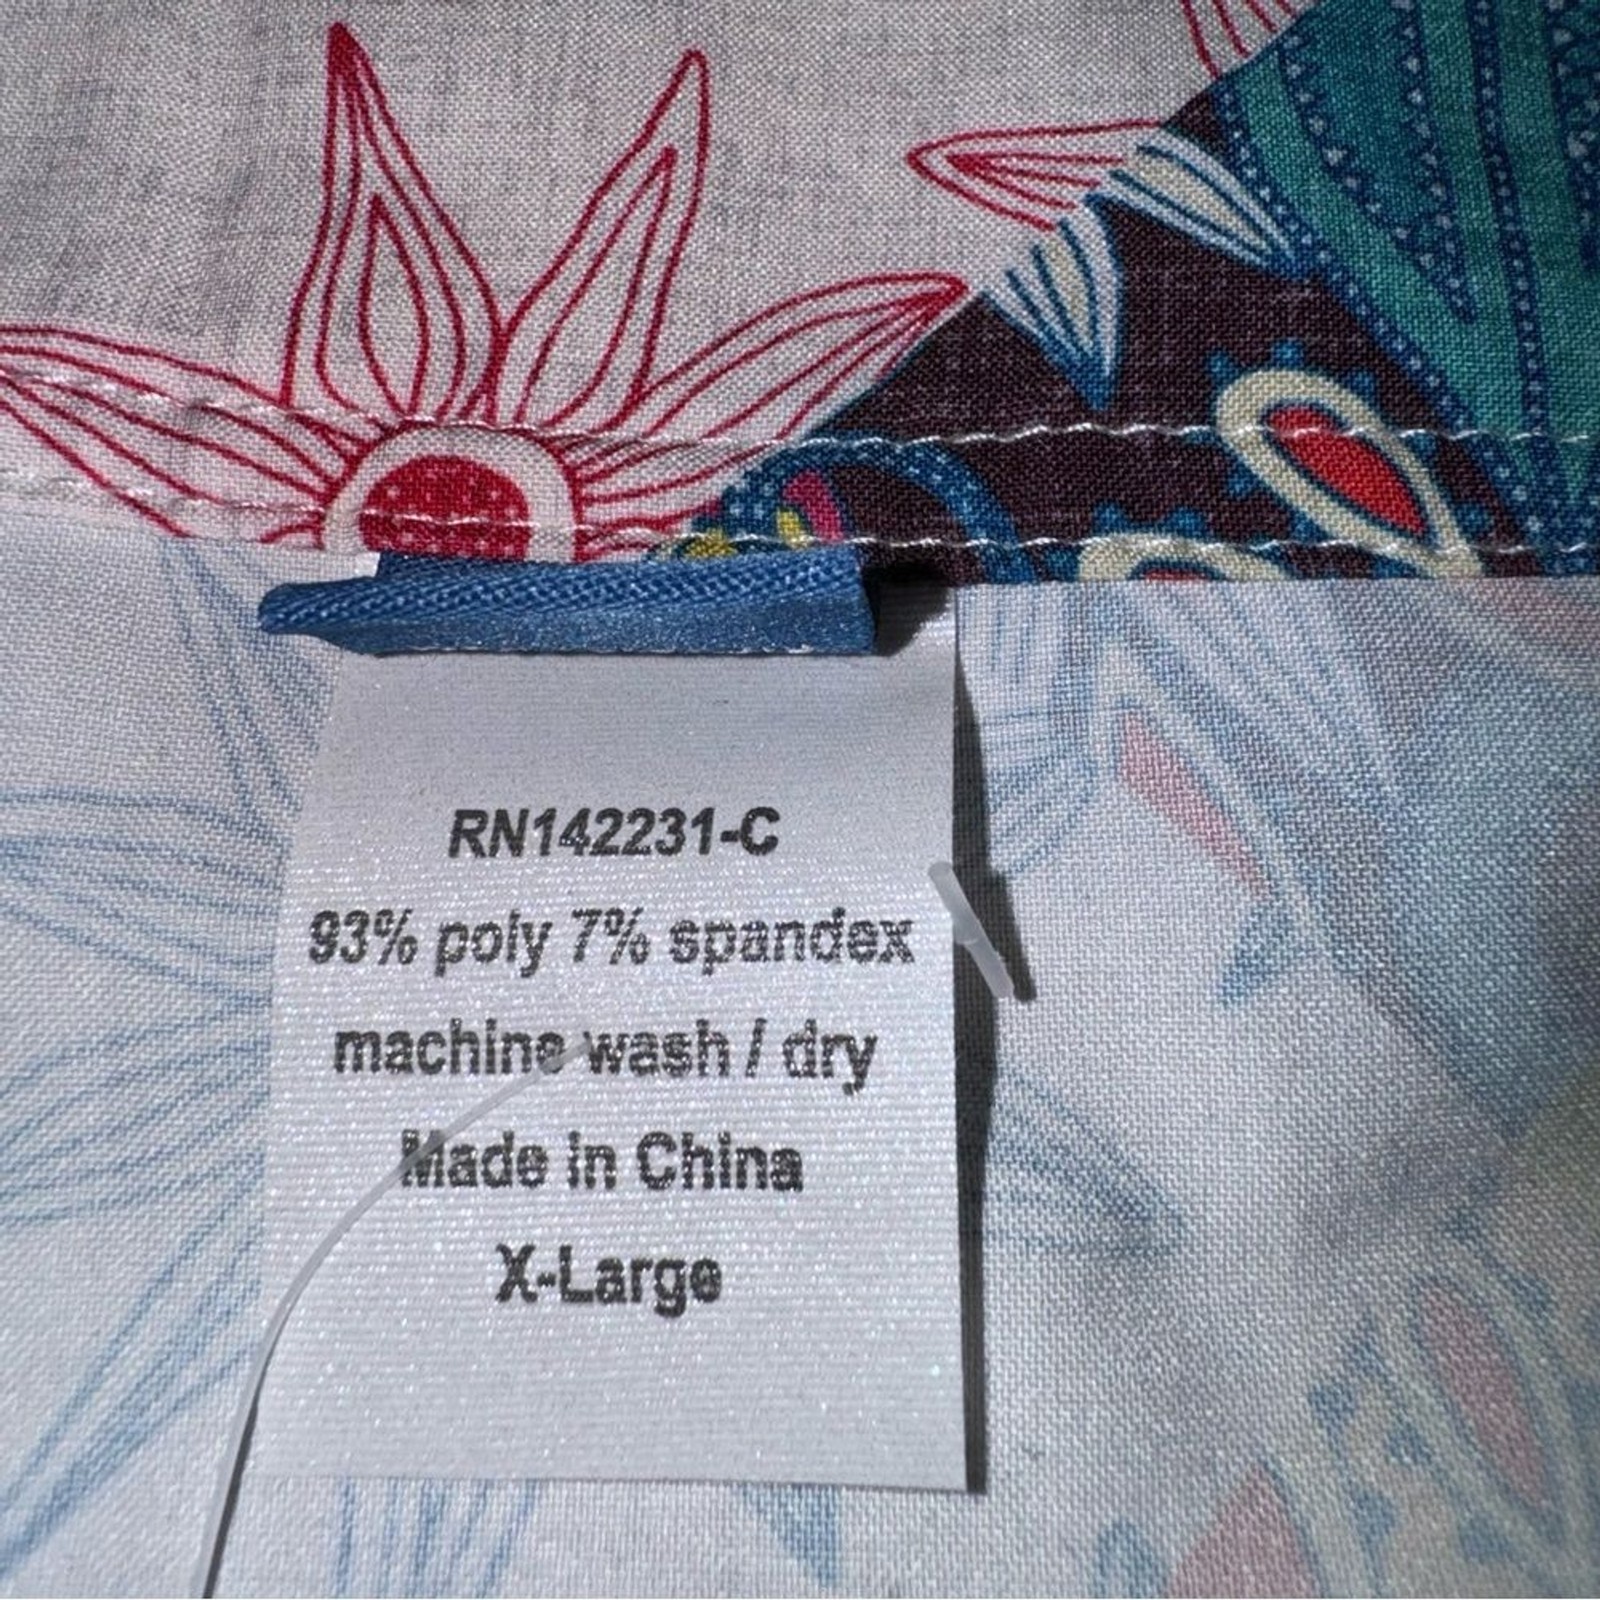 RN142231-C
93% poly 7% spandex
machine wash / dry
Made in China
X-Large